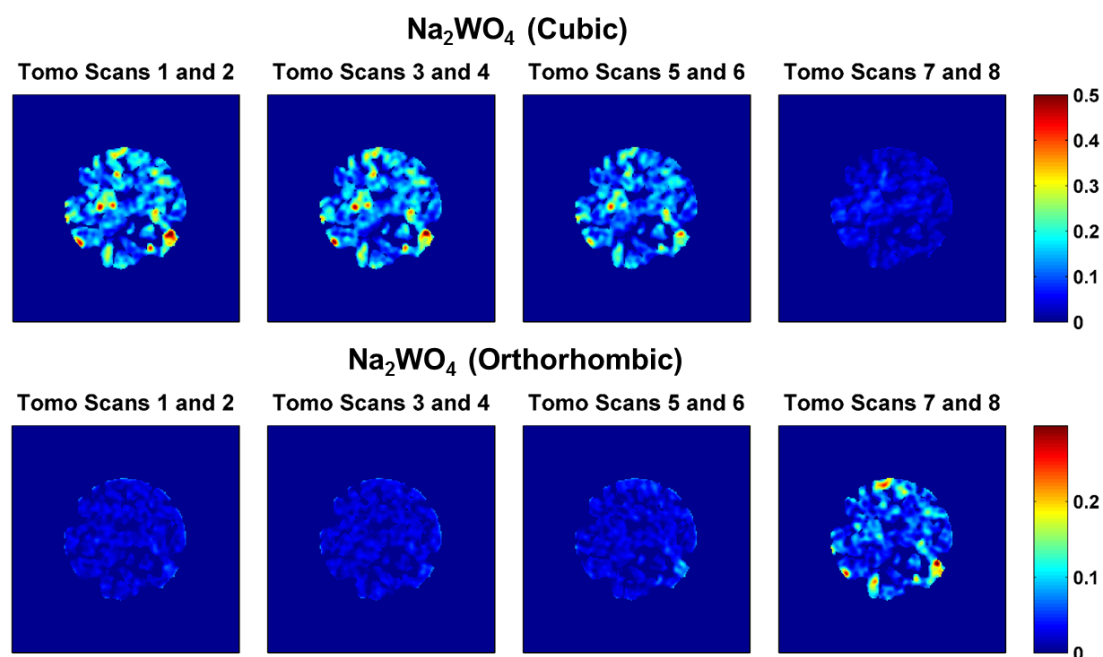 Na₂WO₄ (Cubic)
Tomo Scans 1 and 2 Tomo Scans 3 and 4 Tomo Scans 5 and 6 Tomo Scans 7 and 8
0.5
0.4
0.3
0.2
0.1
0
Na₂WO₄ (Orthorhombic)
Tomo Scans 1 and 2 Tomo Scans 3 and 4 Tomo Scans 5 and 6 Tomo Scans 7 and 8
0.2
0.1
0